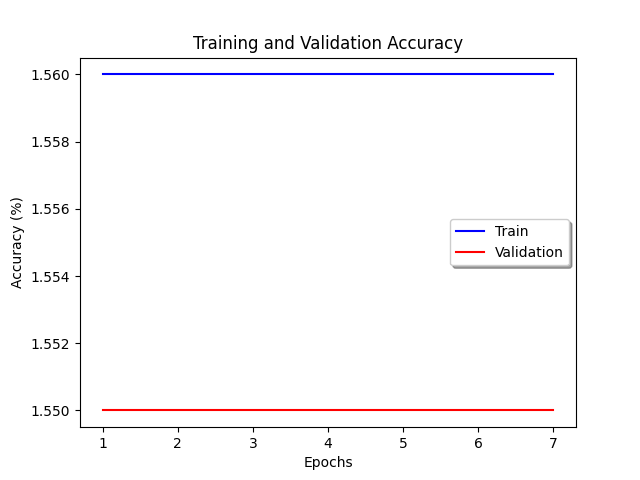 Training and Validation Accuracy
Accuracy (%)
1.560
1.558
1.556
1.554
1.552
1.550
Train
Validation
1 2 3 4 5 6 7
Epochs